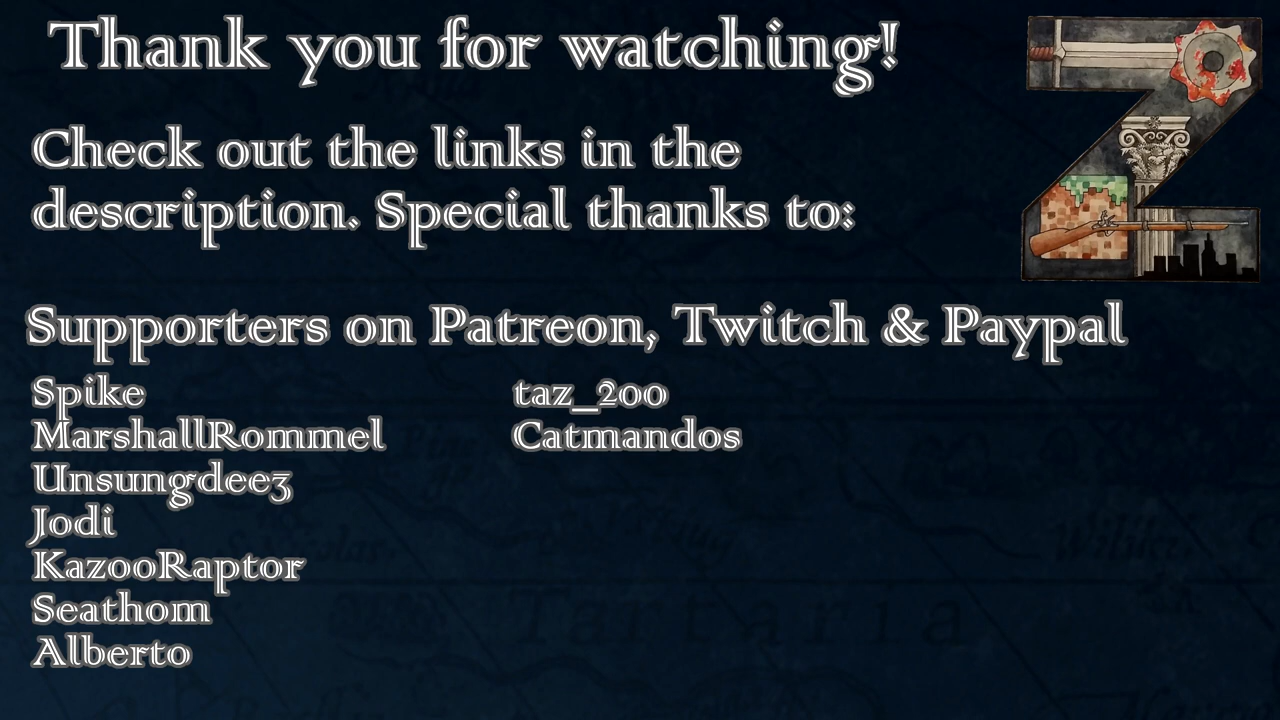 Thank you for watching!
Check out the links in the
description. Special thanks to:
Supporters on Patreon, Twitch & Paypal
Spike
MarshallRommel
Unsungdee3
Jodi
KazooRaptor
Seathom
Alberto
taz_200
Catmandos
Tartaria